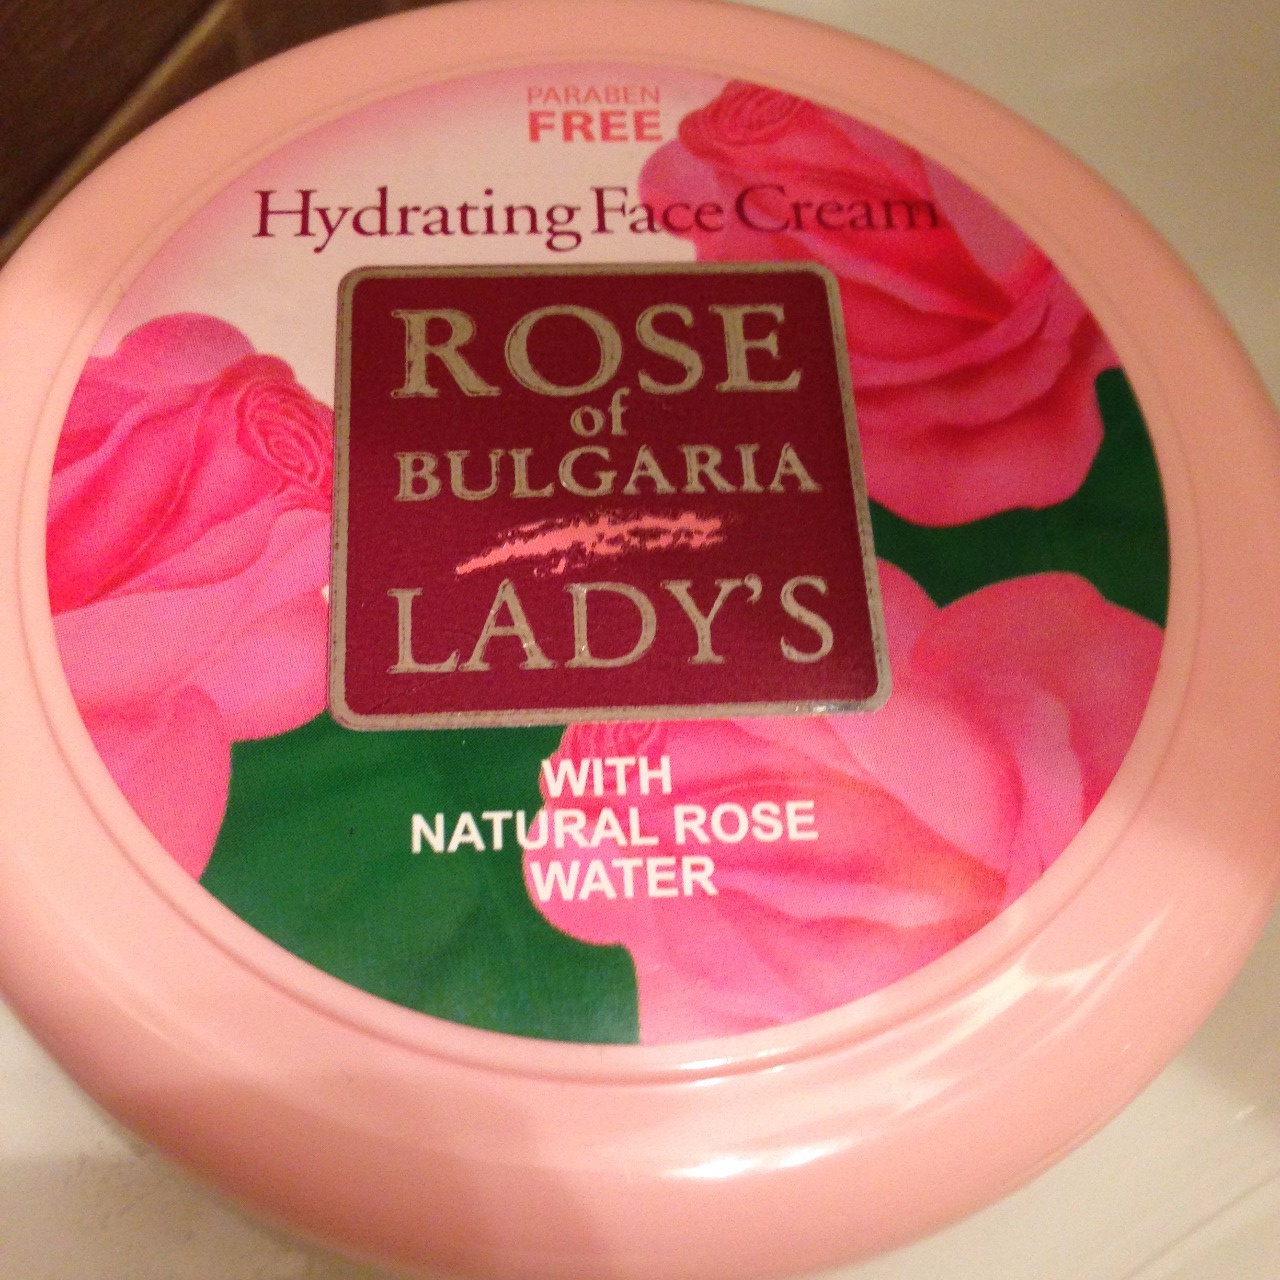 PARABEN
FREE
Hydrating Face Cream
ROSE
of
BULGARIA
LADY'S
WITH
NATURAL ROSE
WATER